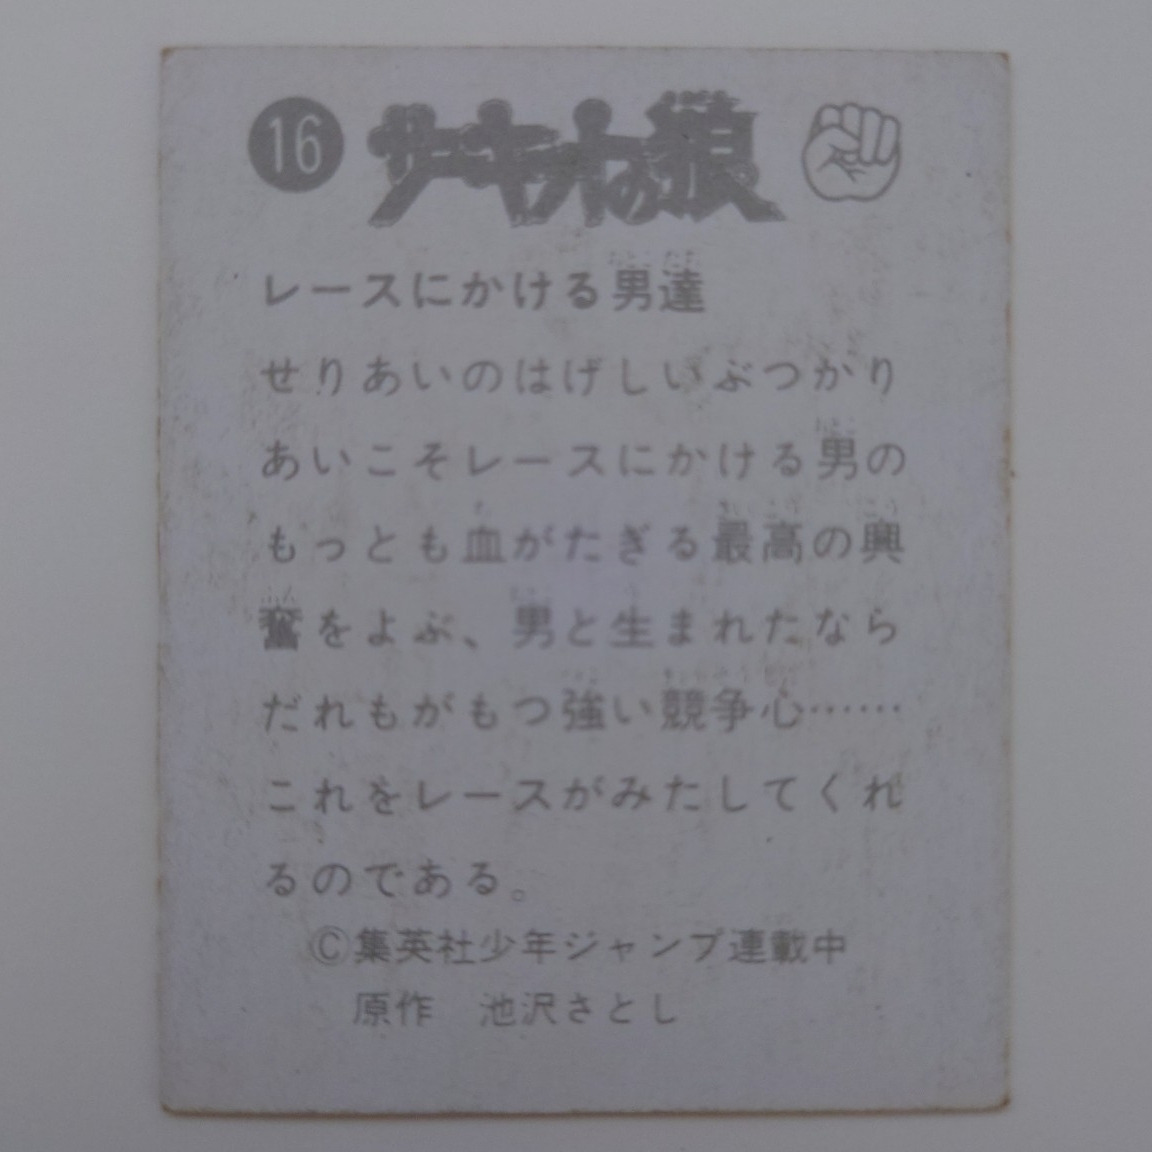 16 サーキットの狼
レースにかける男達
せりあいのはげしいぶつかり
あいこそレースにかける男の
もっとも血がたぎる最高の興
奮をよぶ、男と生まれたなら
だれもがもつ強い競争心……
これをレースがみたしてくれ
るのである。
Ⓒ集英社少年ジャンプ連載中
原作 池沢さとし